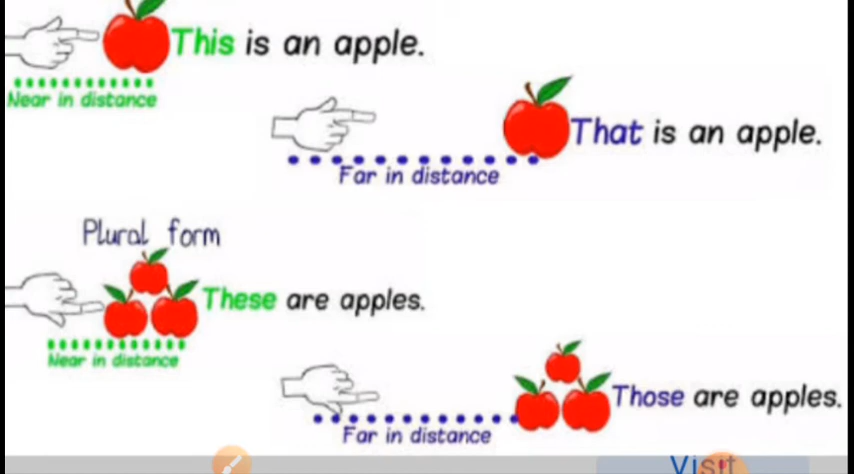 This is an apple.
Near in distance
That is an apple.
Far in distance
Plural form
These are apples.
Near in distance
Those are apples.
Far in distance
Visit